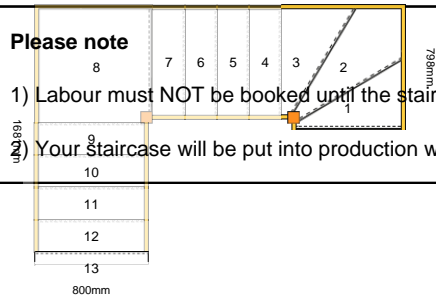 Please note
8
7 6 5 4 3
2
1
798mm
1) Labour must NOT be booked until the stair
9
2) Your Staircase will be put into production w
10
11
12
13
800mm